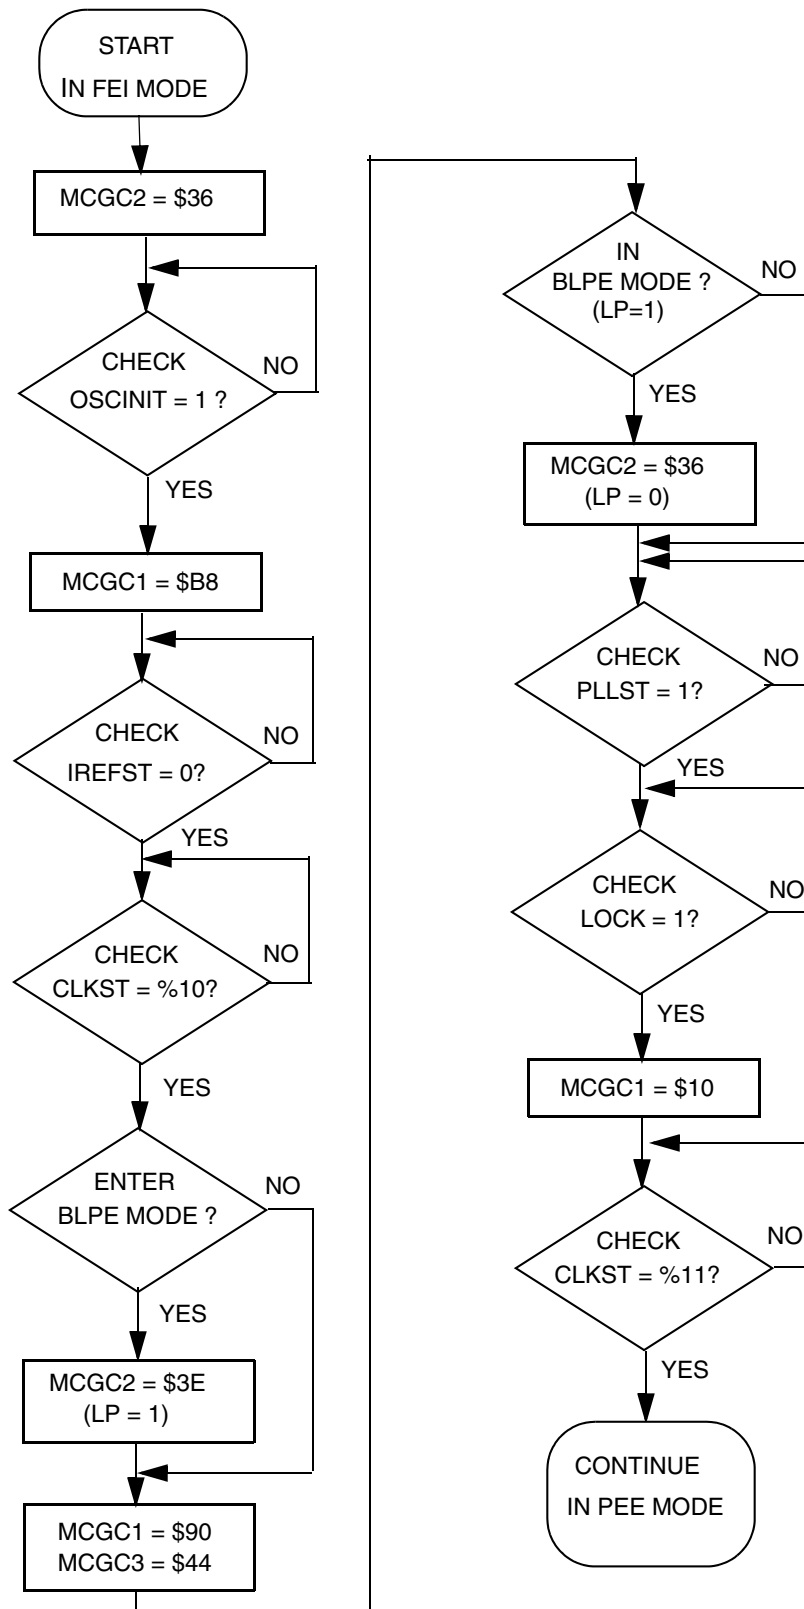 START
IN FEI MODE
MCGC2 = $36
CHECK
OSCINIT = 1 ?
NO
YES
MCGC1 = $B8
CHECK
IREFST = 0?
NO
YES
CHECK
CLKST = %10?
NO
YES
ENTER
BLPE MODE ?
NO
YES
MCGC2 = $3E
(LP = 1)
MCGC1 = $90
MCGC3 = $44
IN
BLPE MODE ?
(LP=1)
NO
YES
MCGC2 = $36
(LP = 0)
CHECK
PLLST = 1?
NO
YES
CHECK
LOCK = 1?
NO
YES
MCGC1 = $10
CHECK
CLKST = %11?
NO
YES
CONTINUE
IN PEE MODE